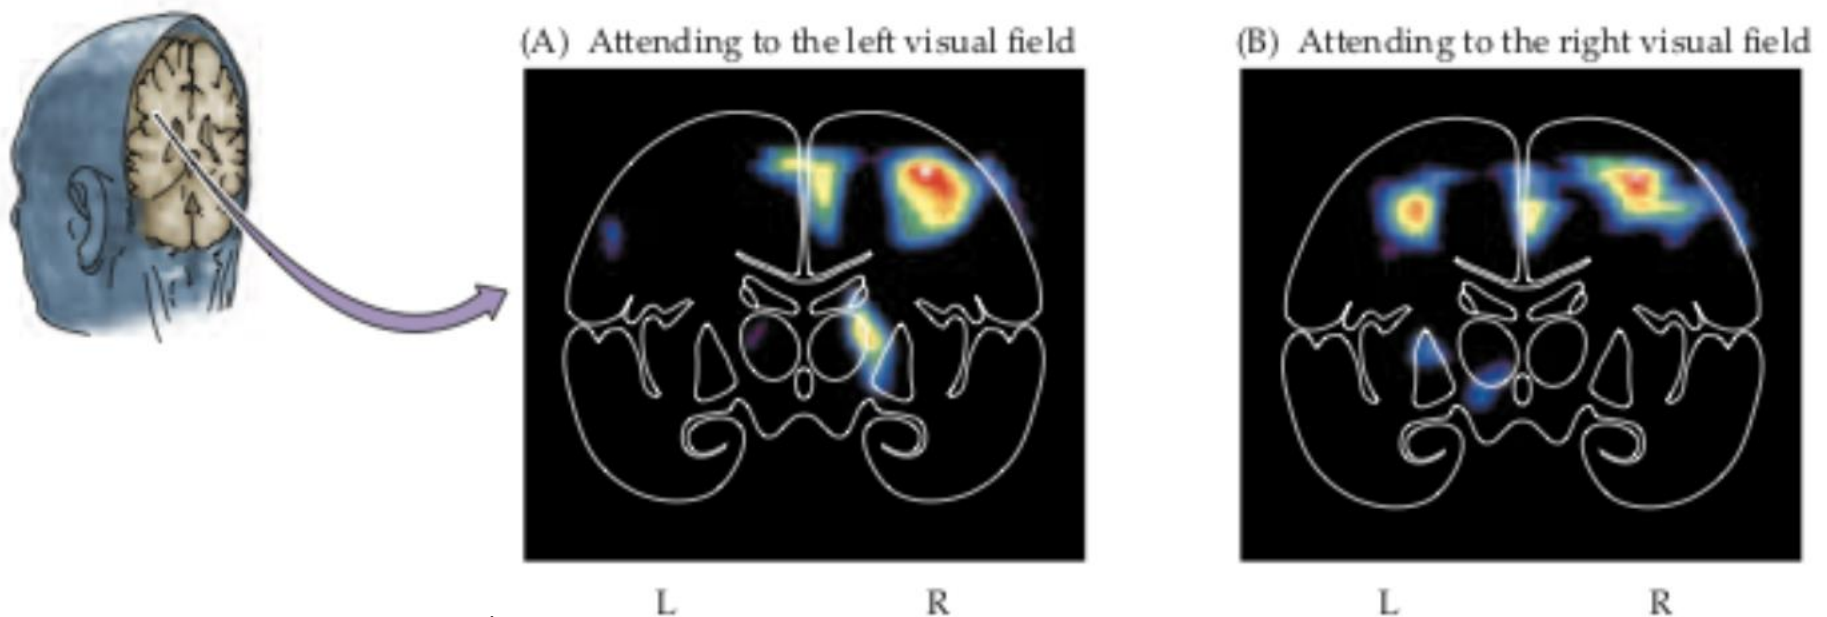 (A) Attending to the left visual field
(B) Attending to the right visual field
L R
L R